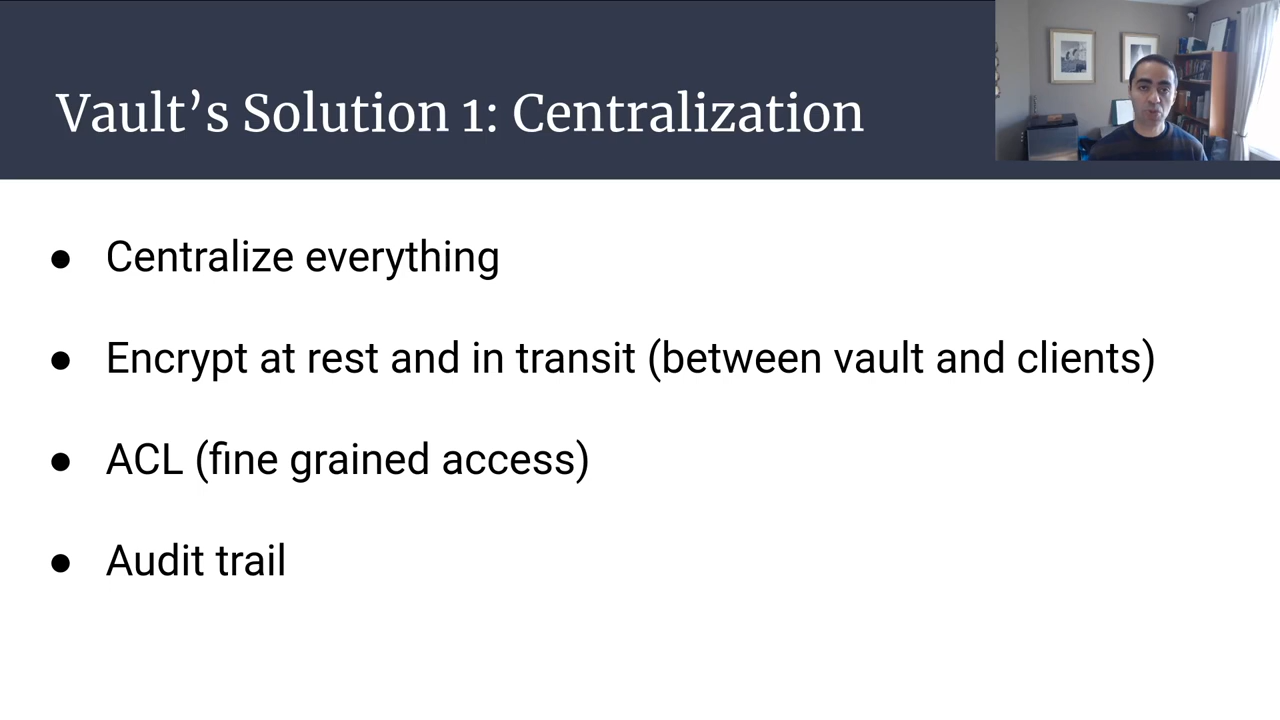 Vault’s Solution 1: Centralization
● Centralize everything
● Encrypt at rest and in transit (between vault and clients)
● ACL (fine grained access)
● Audit trail